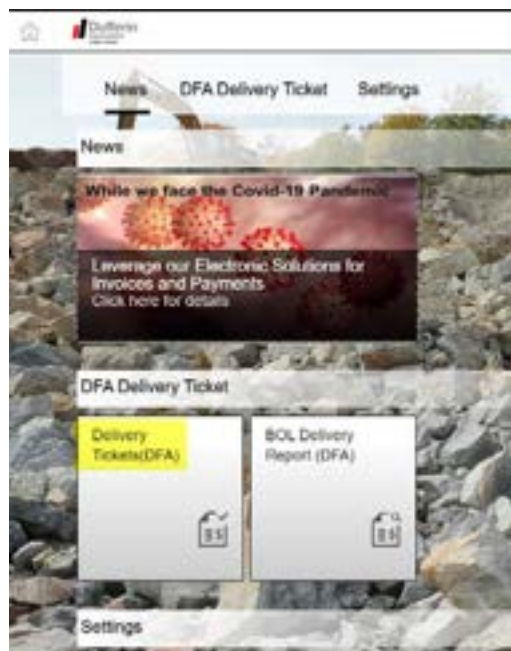 Dufferin
News DFA Delivery Ticket Settings
News
While we face the Covid-19 Pandemic
Leverage our Electronic Solutions for
Invoices and Payments
Click here for details
DFA Delivery Ticket
Delivery
Tickets(DFA)
BOL Delivery
Report (DFA)
Settings